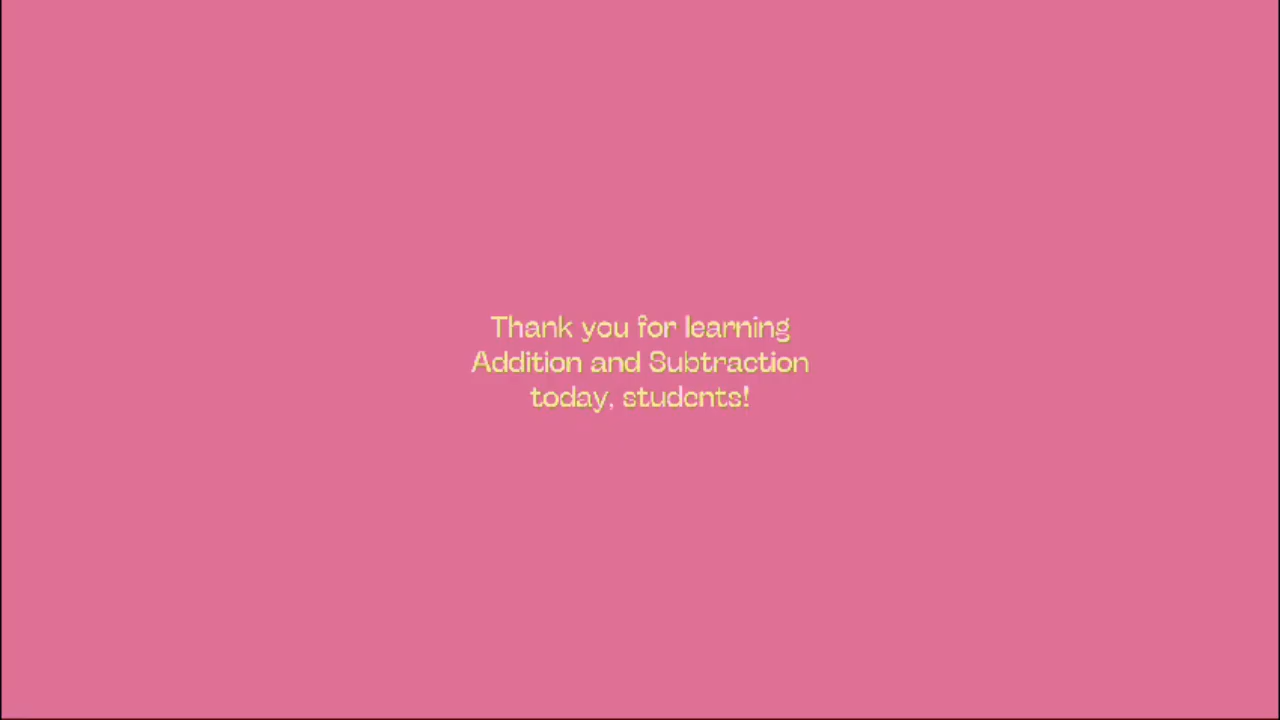 Thank you for learning
Addition and Subtraction
today, students!